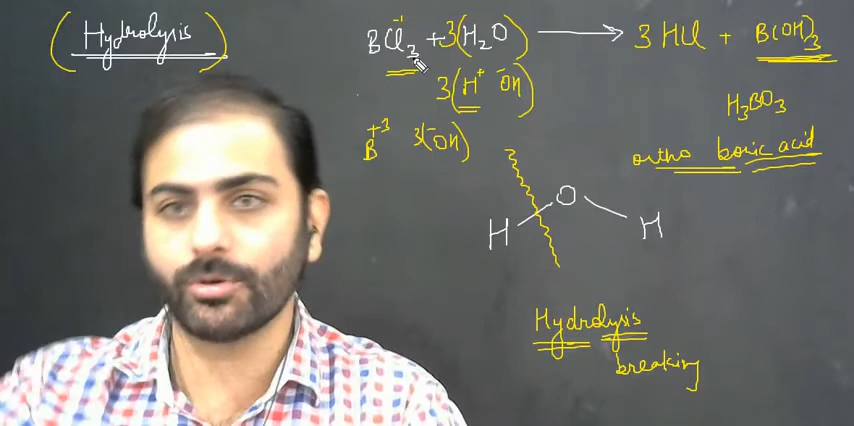 (Hydrolysis)
BCl₃⁻¹ + 3(H₂O) ⟶ 3 HCl + B(OH)₃
3(H⁺ ⁻OH)
H₃BO₃
B⁺³ 3(⁻OH)
ortho boric acid
H O H
Hydrolysis
breaking